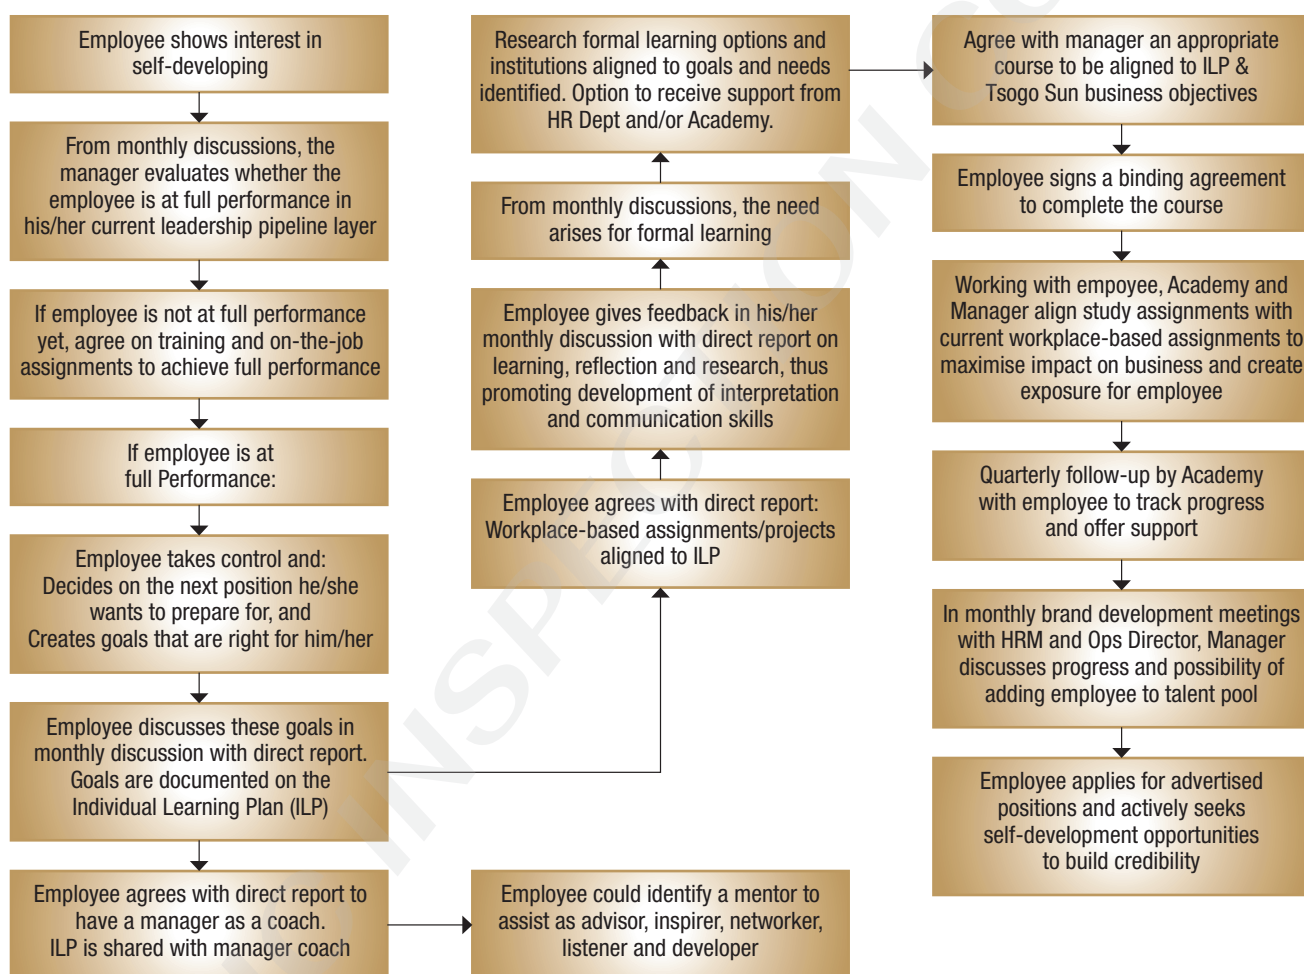 Employee shows interest in
self-developing
From monthly discussions, the
manager evaluates whether the
employee is at full performance in
his/her current leadership pipeline layer
If employee is not at full performance
yet, agree on training and on-the-job
assignments to achieve full performance
If employee is at
full Performance:
Employee takes control and:
Decides on the next position he/she
wants to prepare for, and
Creates goals that are right for him/her
Employee discusses these goals in
monthly discussion with direct report.
Goals are documented on the
Individual Learning Plan (ILP)
Employee agrees with direct report to
have a manager as a coach.
ILP is shared with manager coach
Employee could identify a mentor to
assist as advisor, inspirer, networker,
listener and developer
Employee agrees with direct report:
Workplace-based assignments/projects
aligned to ILP
Employee gives feedback in his/her
monthly discussion with direct report on
learning, reflection and research, thus
promoting development of interpretation
and communication skills
From monthly discussions, the need
arises for formal learning
Research formal learning options and
institutions aligned to goals and needs
identified. Option to receive support from
HR Dept and/or Academy.
Agree with manager an appropriate
course to be aligned to ILP &
Tsogo Sun business objectives
Employee signs a binding agreement
to complete the course
Working with empoyee, Academy and
Manager align study assignments with
current workplace-based assignments to
maximise impact on business and create
exposure for employee
Quarterly follow-up by Academy
with employee to track progress
and offer support
In monthly brand development meetings
with HRM and Ops Director, Manager
discusses progress and possibility of
adding employee to talent pool
Employee applies for advertised
positions and actively seeks
self-development opportunities
to build credibility
INSPECTION